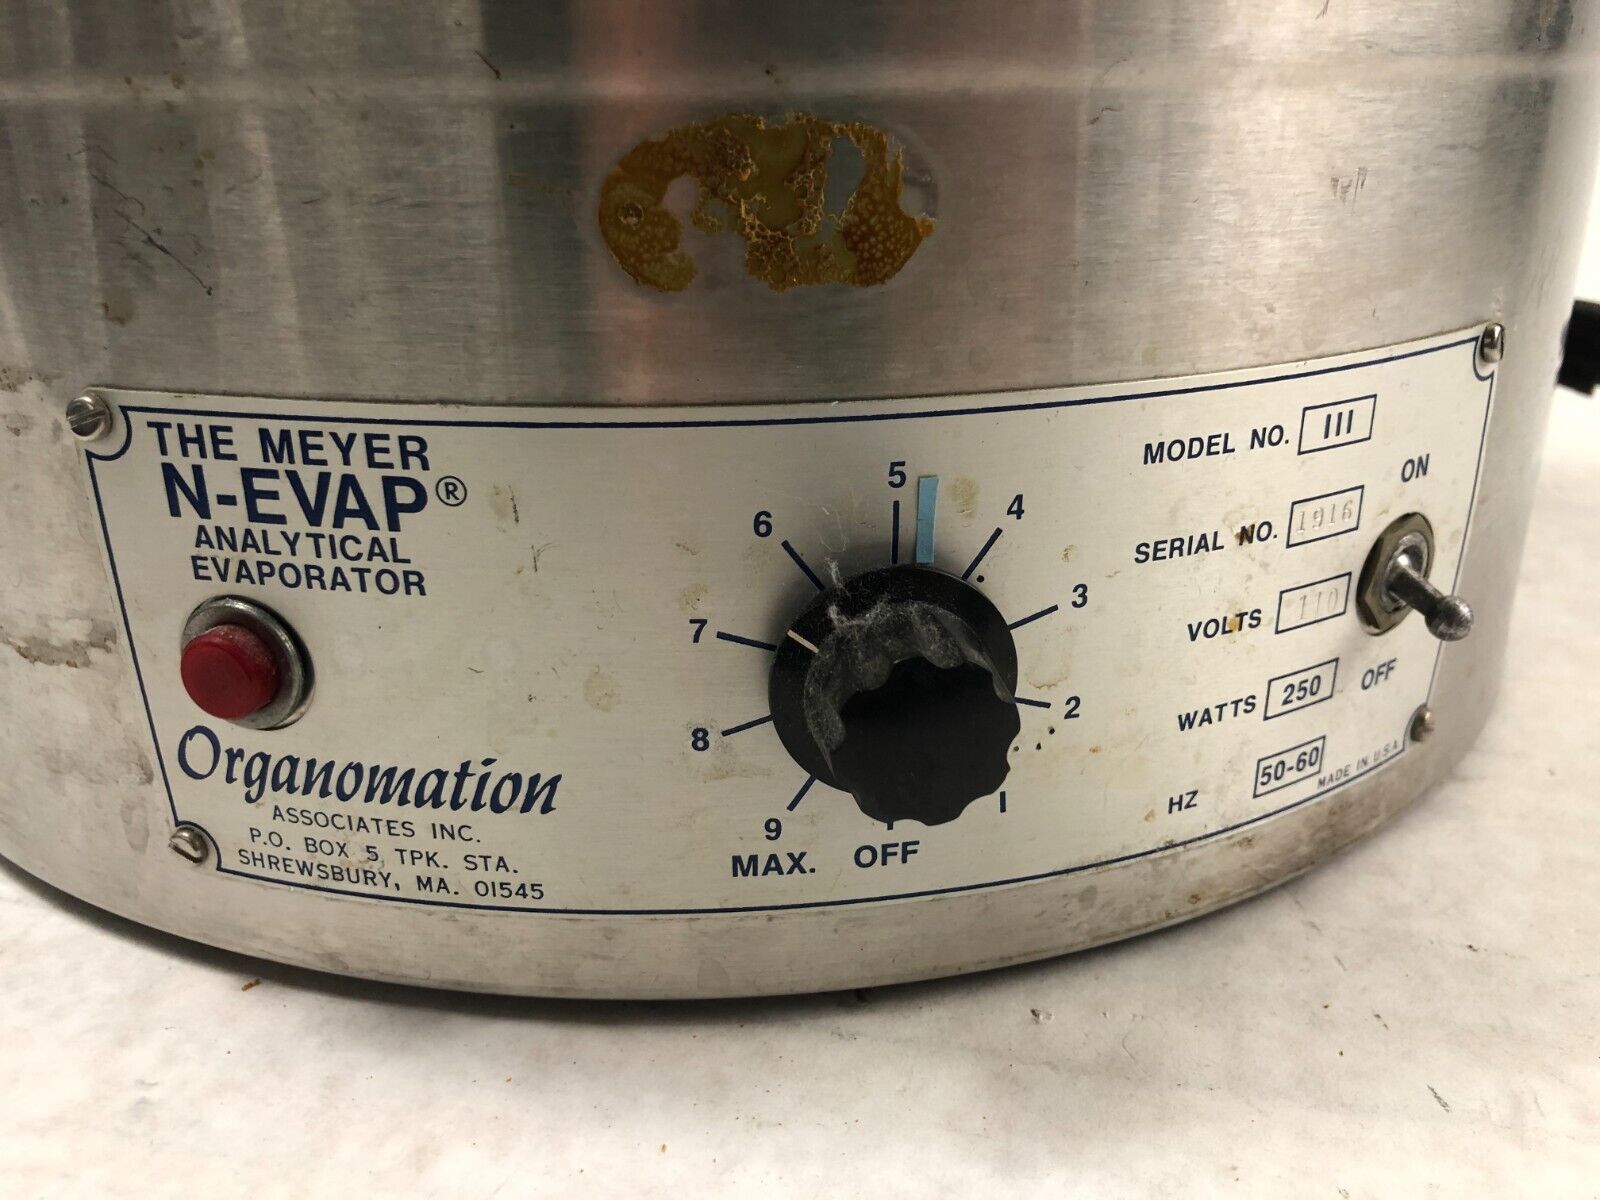 THE MEYER
N-EVAP®
ANALYTICAL
EVAPORATOR
Organomation
ASSOCIATES INC.
P.O. BOX 5, TPK. STA.
SHREWSBURY, MA. 01545
5
4
6
3
7
2
8
1
9
MAX. OFF
MODEL NO. III
ON
SERIAL NO. 1916
VOLTS 110
WATTS 250 OFF
HZ 50-60
MADE IN U.S.A.